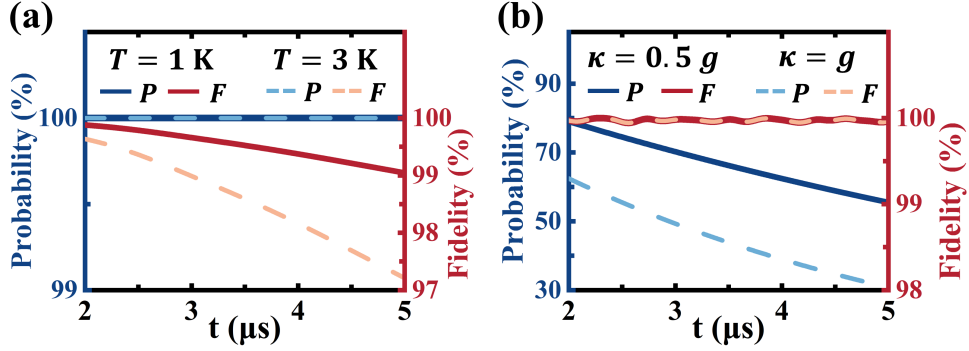 (a)
T = 1 K T = 3 K
P F P F
Probability (%)
100
99
Fidelity (%)
100
99
98
97
2 3 4 5
t (μs)
(b)
κ = 0.5 g κ = g
P F P F
Probability (%)
90
70
50
30
Fidelity (%)
100
99
98
2 3 4 5
t (μs)